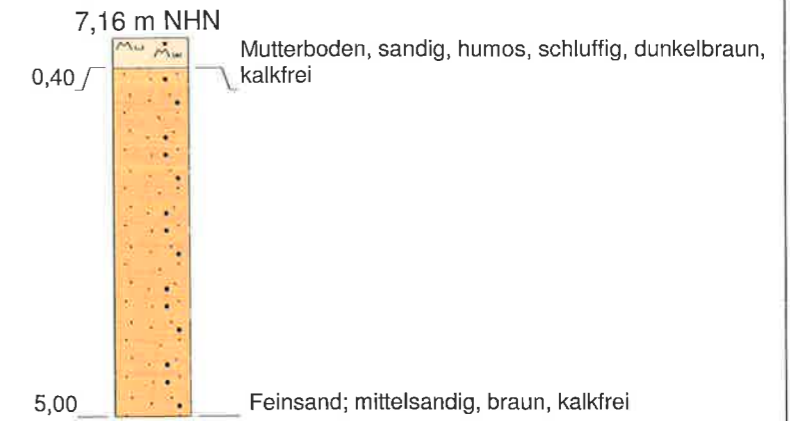 7,16 m NHN
Mutterboden, sandig, humos, schluffig, dunkelbraun,
0,40 kalkfrei
5,00 Feinsand; mittelsandig, braun, kalkfrei